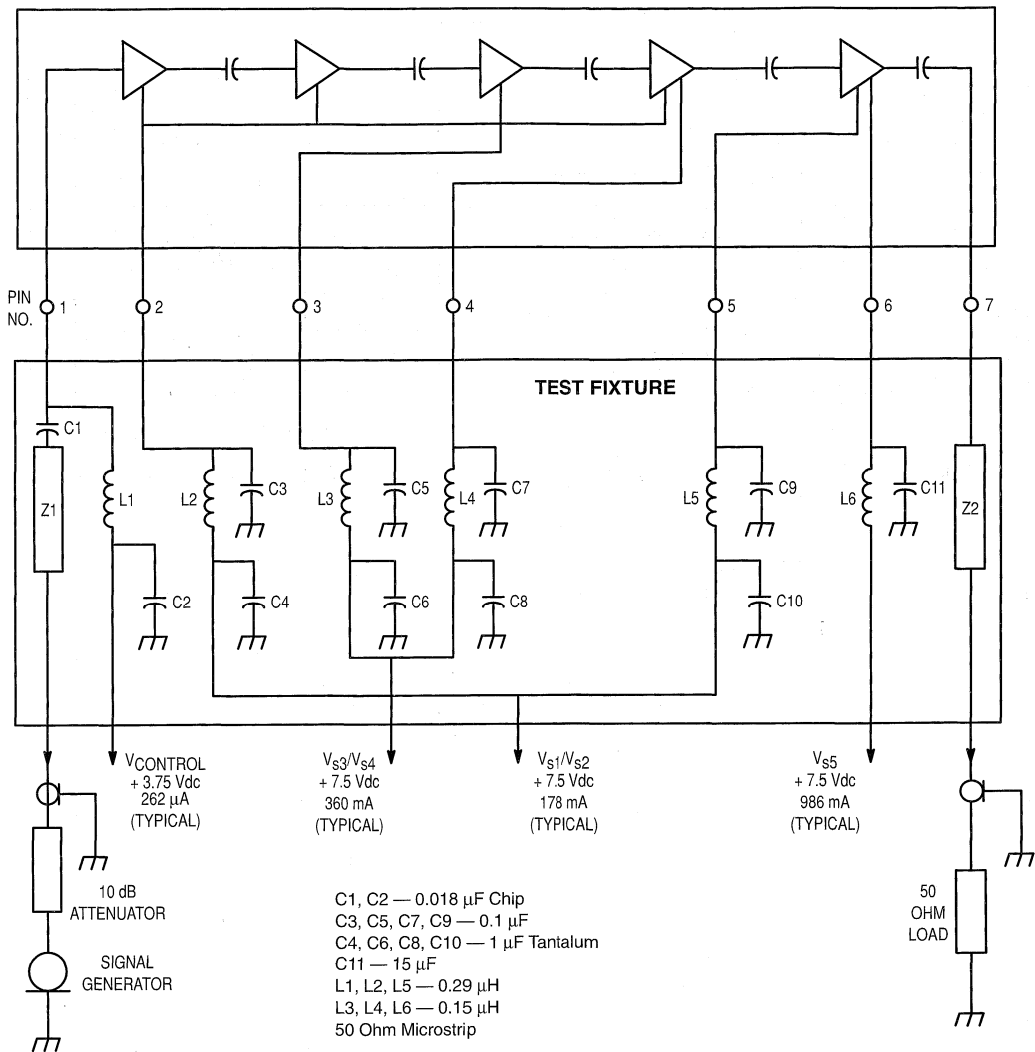 PIN
NO.
1
2
3
4
5
6
7
TEST FIXTURE
C1
Z1
L1
C2
L2
C3
C4
L3
C5
C6
L4
C7
C8
L5
C9
C10
L6
C11
Z2
VCONTROL
+ 3.75 Vdc
262 µA
(TYPICAL)
Vs3/Vs4
+ 7.5 Vdc
360 mA
(TYPICAL)
Vs1/Vs2
+ 7.5 Vdc
178 mA
(TYPICAL)
Vs5
+ 7.5 Vdc
986 mA
(TYPICAL)
10 dB
ATTENUATOR
SIGNAL
GENERATOR
C1, C2 — 0.018 µF Chip
C3, C5, C7, C9 — 0.1 µF
C4, C6, C8, C10 — 1 µF Tantalum
C11 — 15 µF
L1, L2, L5 — 0.29 µH
L3, L4, L6 — 0.15 µH
50 Ohm Microstrip
50
OHM
LOAD